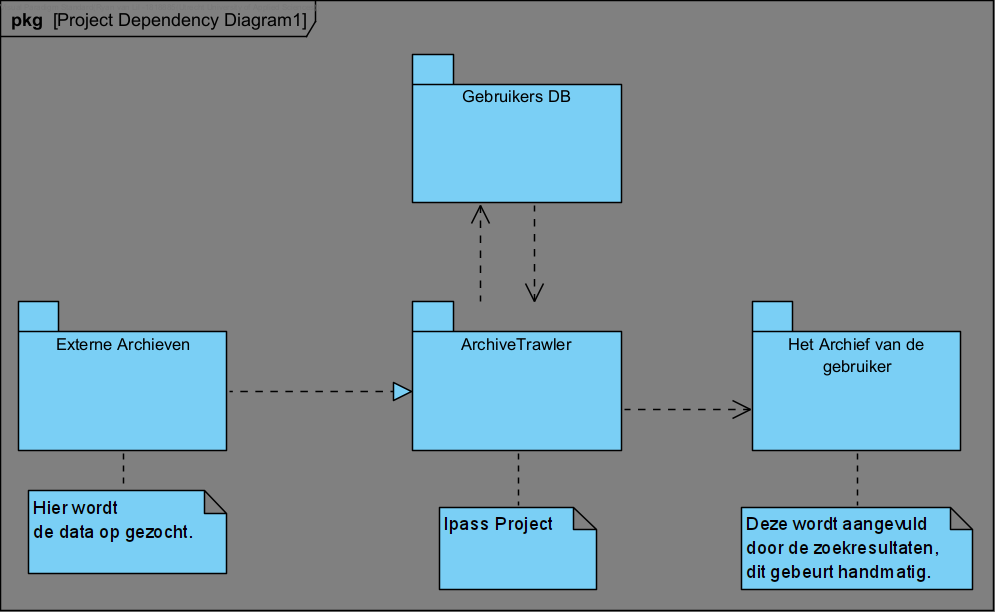 pkg [Project Dependency Diagram1]
Gebruikers DB
Externe Archieven
ArchiveTrawler
Het Archief van de
gebruiker
Hier wordt
de data op gezocht.
Ipass Project
Deze wordt aangevuld
door de zoekresultaten,
dit gebeurt handmatig.